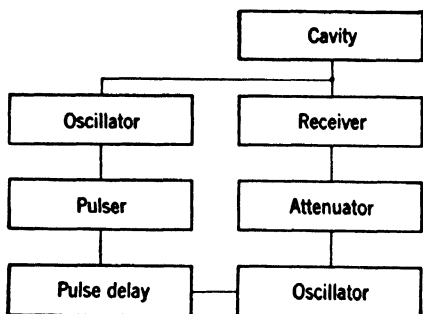 Cavity
Oscillator
Receiver
Pulser
Attenuator
Pulse delay
Oscillator